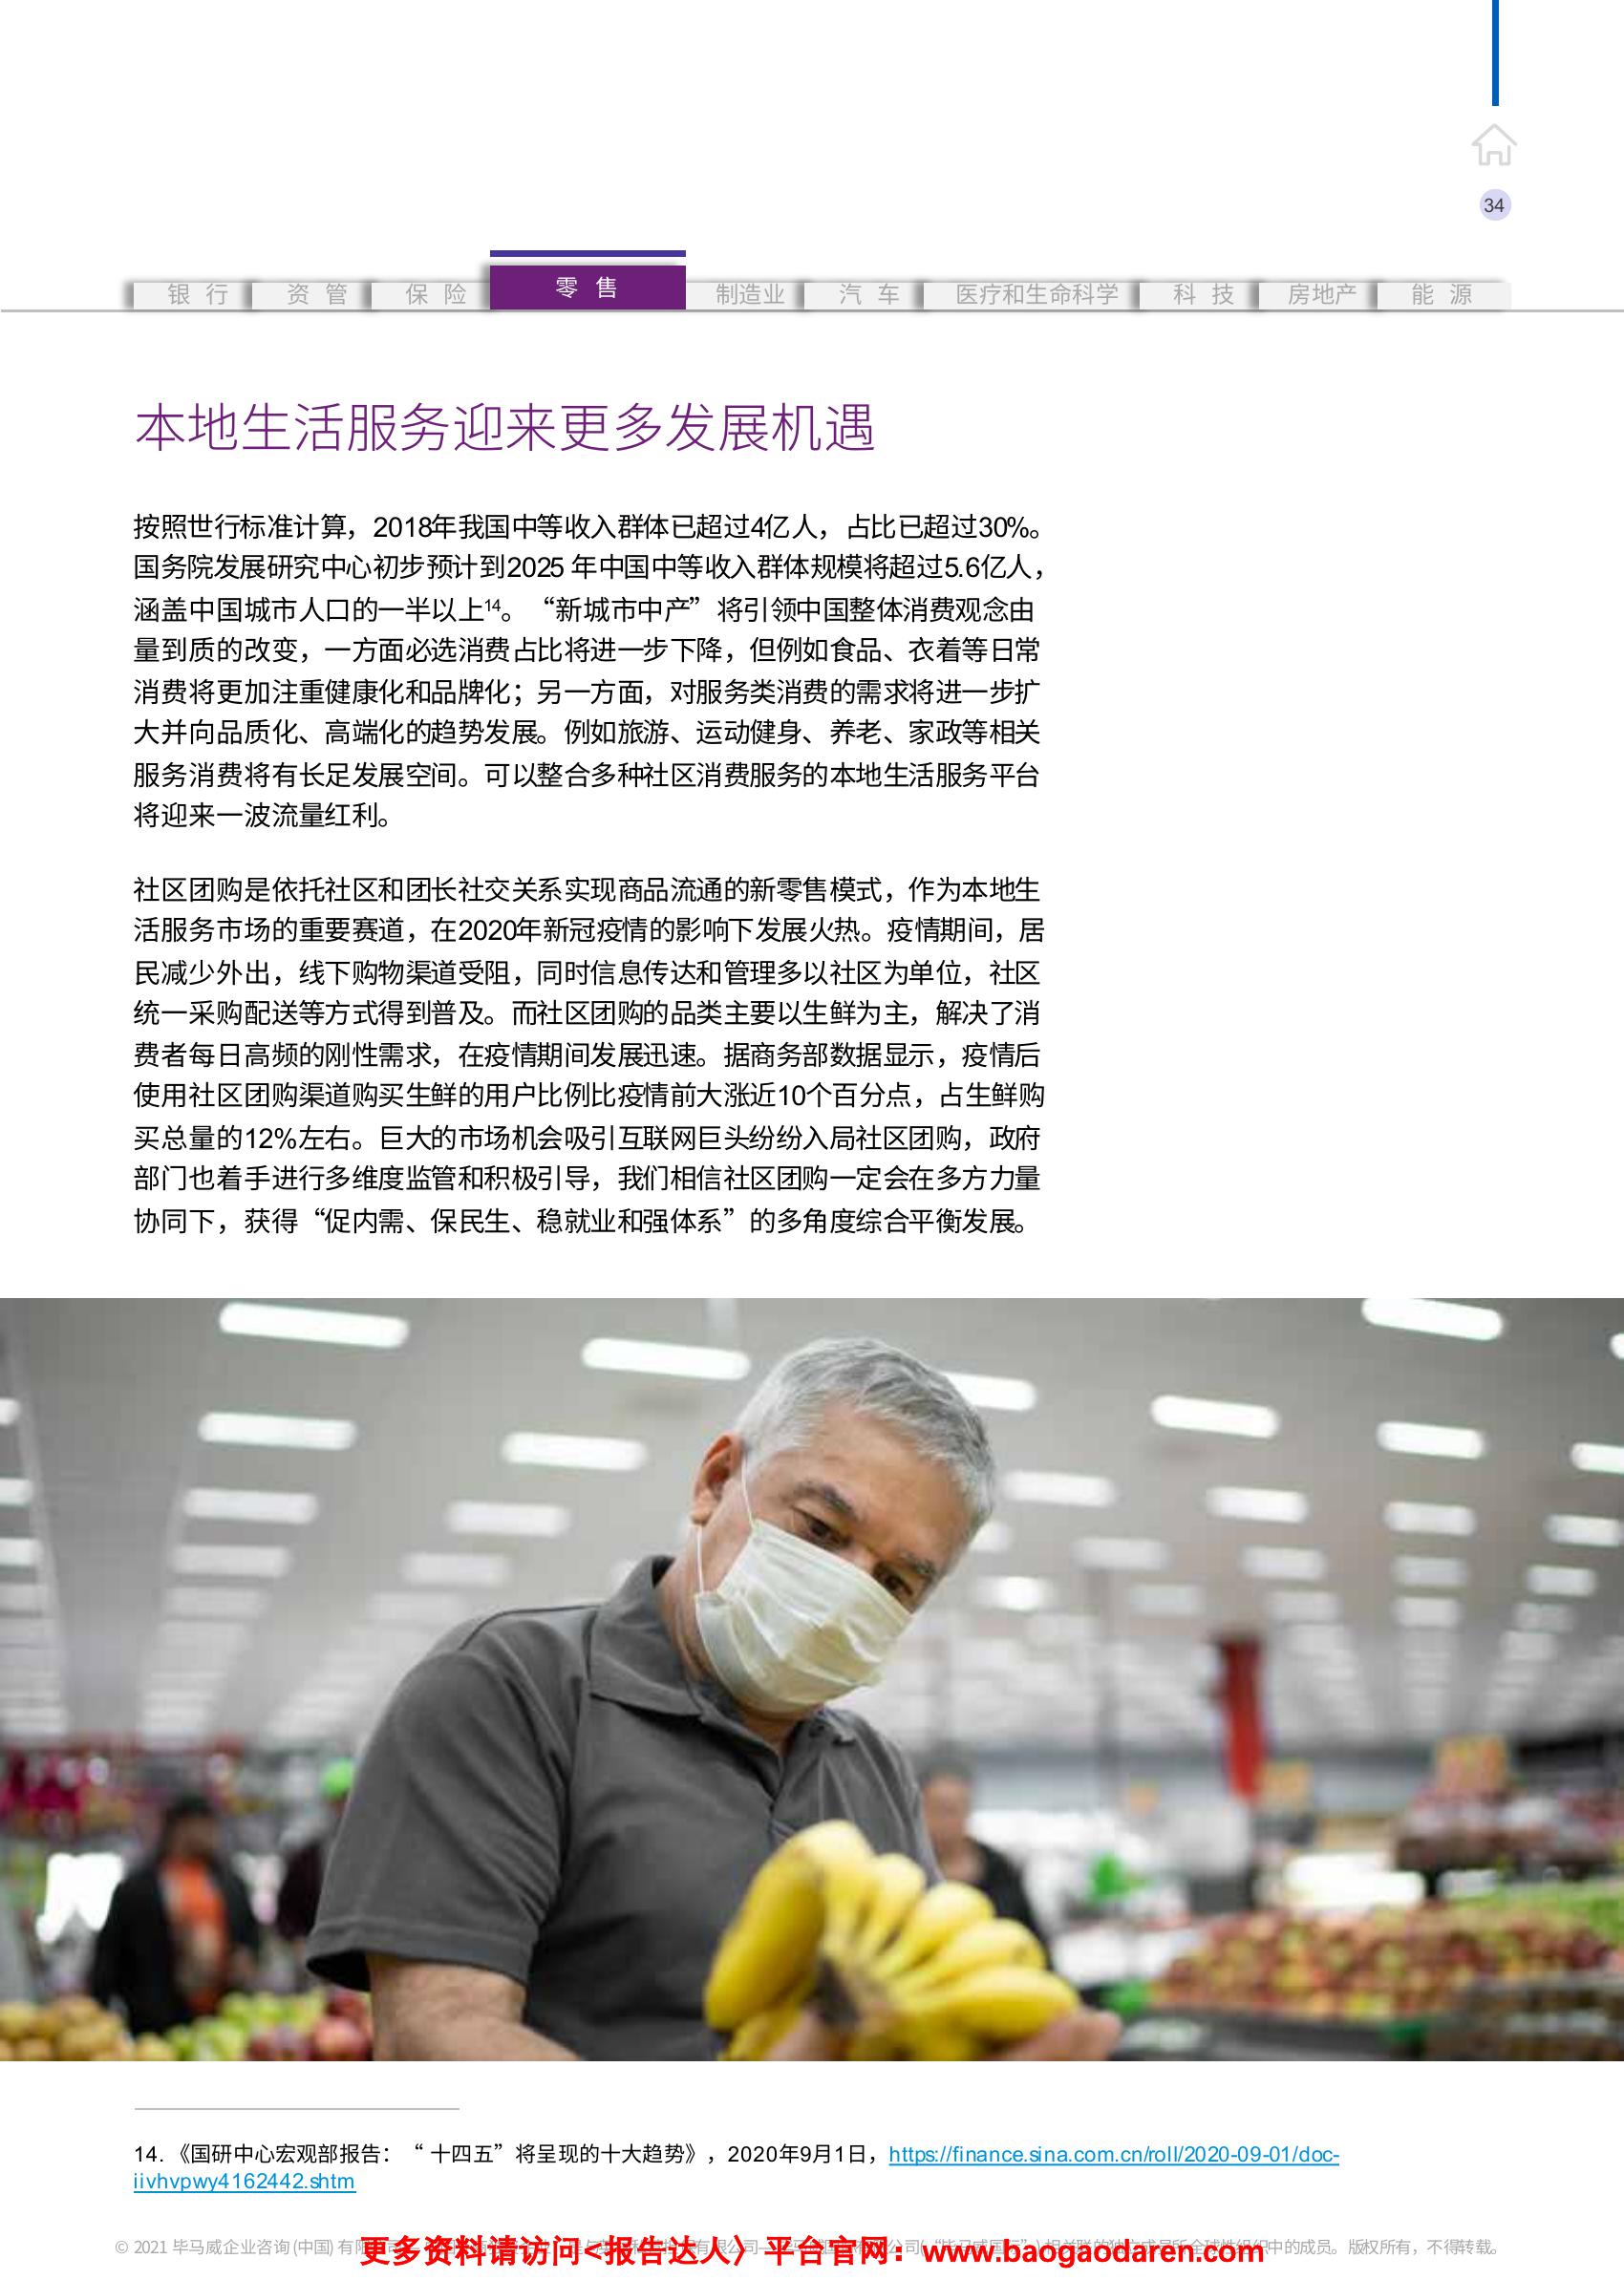 34
银 行 资 管 保 险 零 售 制造业 汽 车 医疗和生命科学 科 技 房地产 能 源
本地生活服务迎来更多发展机遇
按照世行标准计算，2018年我国中等收入群体已超过4亿人，占比已超过30%。
国务院发展研究中心初步预计到2025 年中国中等收入群体规模将超过5.6亿人，
涵盖中国城市人口的一半以上14。“新城市中产”将引领中国整体消费观念由
量到质的改变，一方面必选消费占比将进一步下降，但例如食品、衣着等日常
消费将更加注重健康化和品牌化；另一方面，对服务类消费的需求将进一步扩
大并向品质化、高端化的趋势发展。例如旅游、运动健身、养老、家政等相关
服务消费将有长足发展空间。可以整合多种社区消费服务的本地生活服务平台
将迎来一波流量红利。
社区团购是依托社区和团长社交关系实现商品流通的新零售模式，作为本地生
活服务市场的重要赛道，在2020年新冠疫情的影响下发展火热。疫情期间，居
民减少外出，线下购物渠道受阻，同时信息传达和管理多以社区为单位，社区
统一采购配送等方式得到普及。而社区团购的品类主要以生鲜为主，解决了消
费者每日高频的刚性需求，在疫情期间发展迅速。据商务部数据显示，疫情后
使用社区团购渠道购买生鲜的用户比例比疫情前大涨近10个百分点，占生鲜购
买总量的12%左右。巨大的市场机会吸引互联网巨头纷纷入局社区团购，政府
部门也着手进行多维度监管和积极引导，我们相信社区团购一定会在多方力量
协同下，获得“促内需、保民生、稳就业和强体系”的多角度综合平衡发展。
14. 《国研中心宏观部报告：“ 十四五”将呈现的十大趋势》，2020年9月1日，https://finance.sina.com.cn/roll/2020-09-01/doc-
iivhvpwy4162442.shtm
© 2021 毕马威企业咨询 (中国) 有限 相关联的独立成员所全球性组织中的成员。版权所有，不得转载。
更多资料请访问<报告达人〉平台官网：www.baogaodaren.com